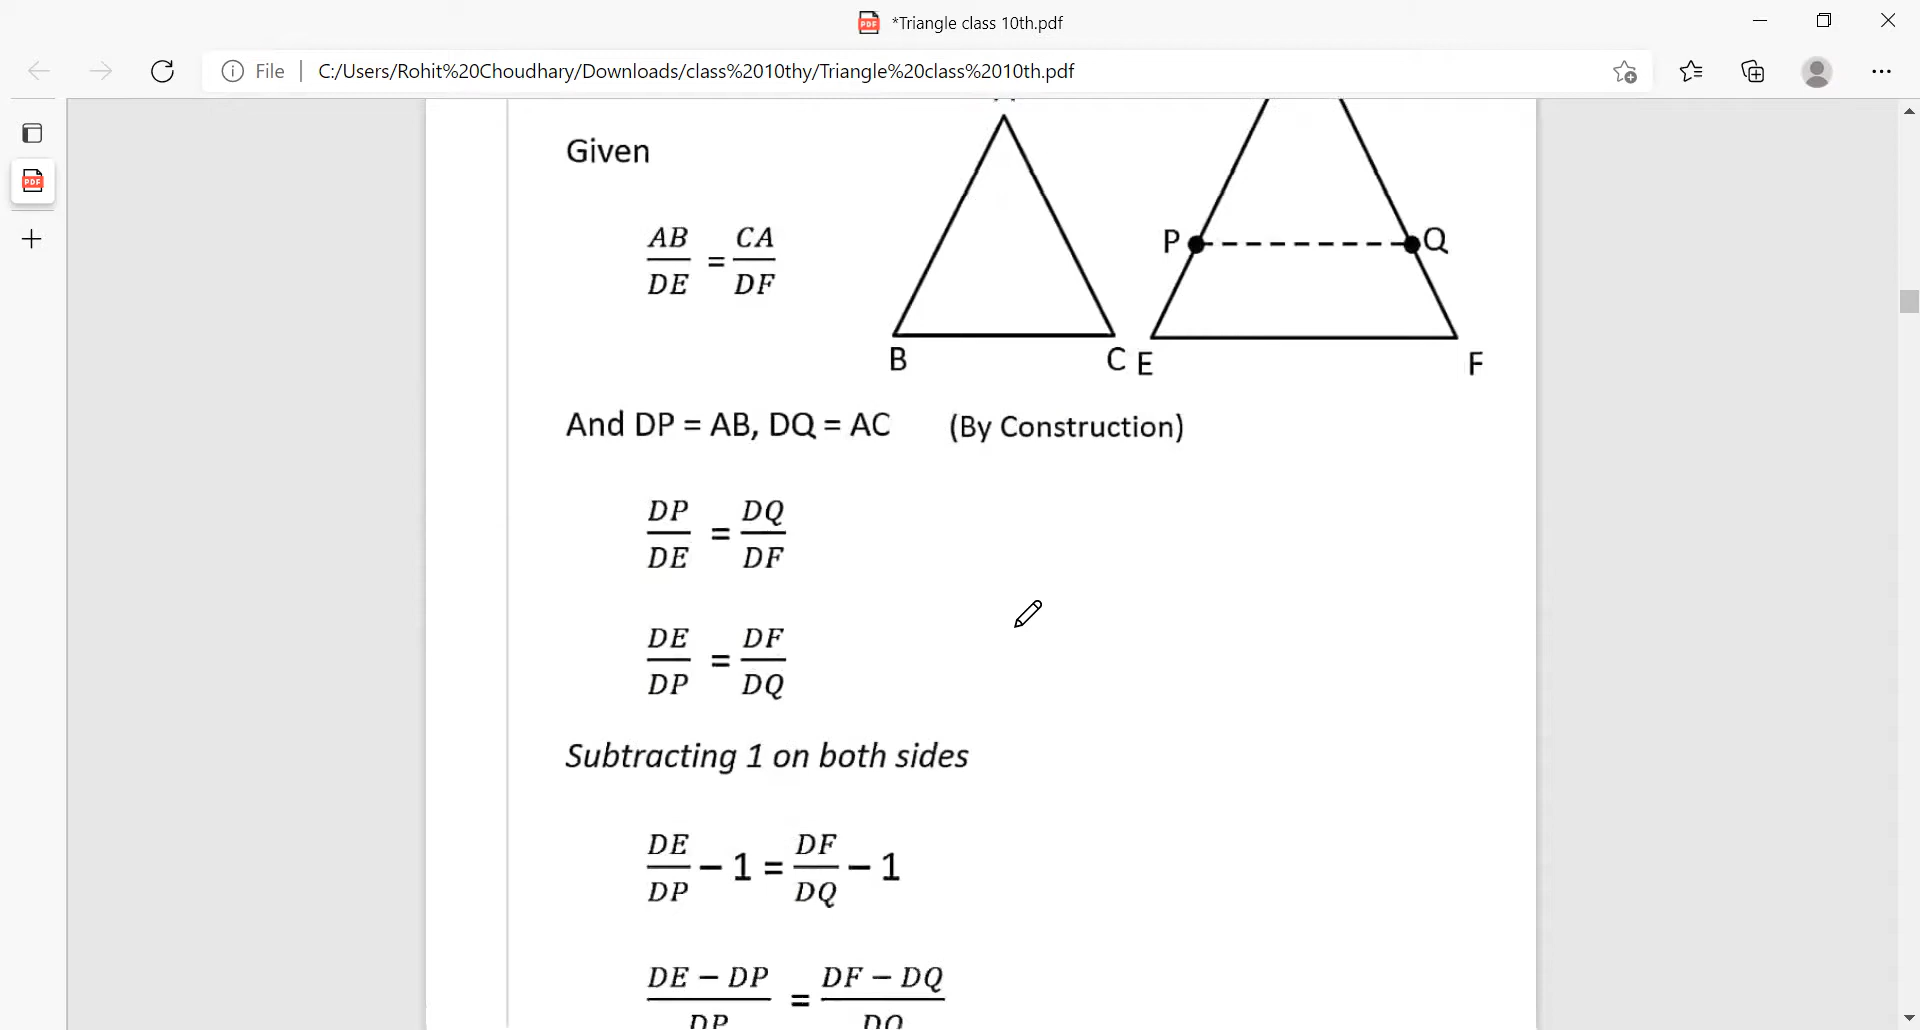 *Triangle class 10th.pdf
File | C:/Users/Rohit%20Choudhary/Downloads/class%2010thy/Triangle%20class%2010th.pdf
Given
AB/DE = CA/DF
P Q
B C E F
And DP = AB, DQ = AC (By Construction)
DP/DE = DQ/DF
DE/DP = DF/DQ
Subtracting 1 on both sides
DE/DP − 1 = DF/DQ − 1
DE − DP/DP = DF − DQ/DQ